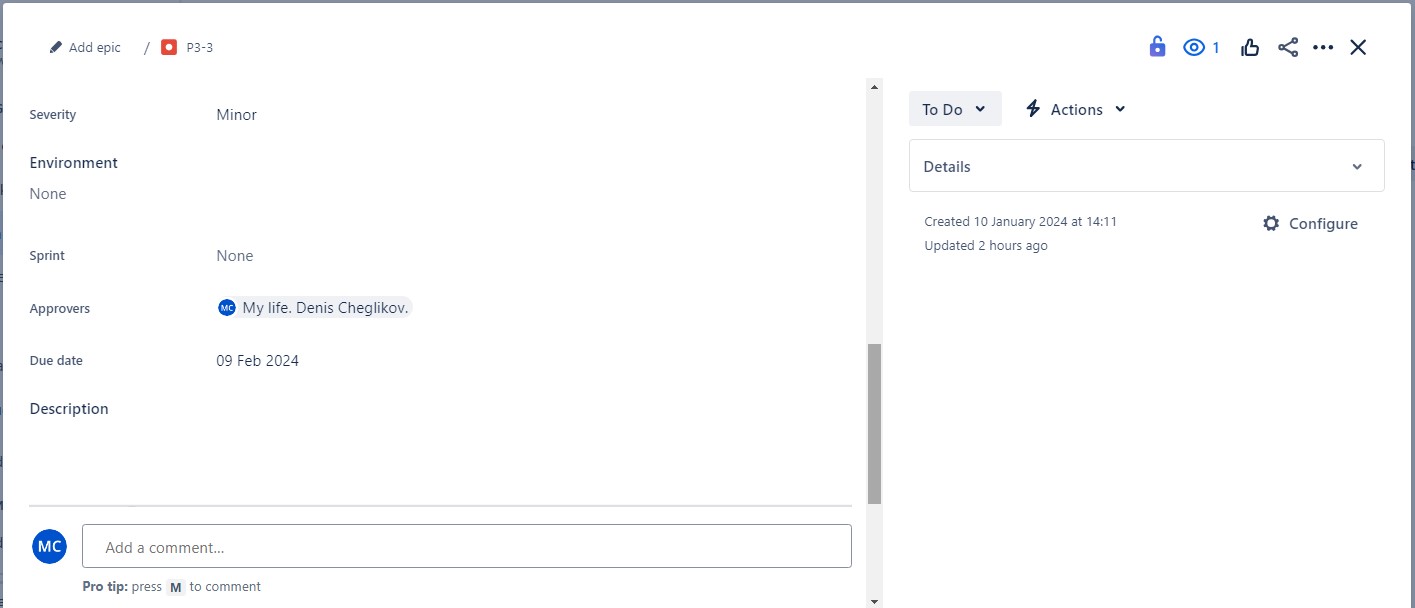 Add epic / P3-3
1
Severity Minor
Environment
None
Sprint None
Approvers MC My life. Denis Cheglikov.
Due date 09 Feb 2024
Description
MC Add a comment...
Pro tip: press M to comment
To Do Actions
Details
Created 10 January 2024 at 14:11
Configure
Updated 2 hours ago